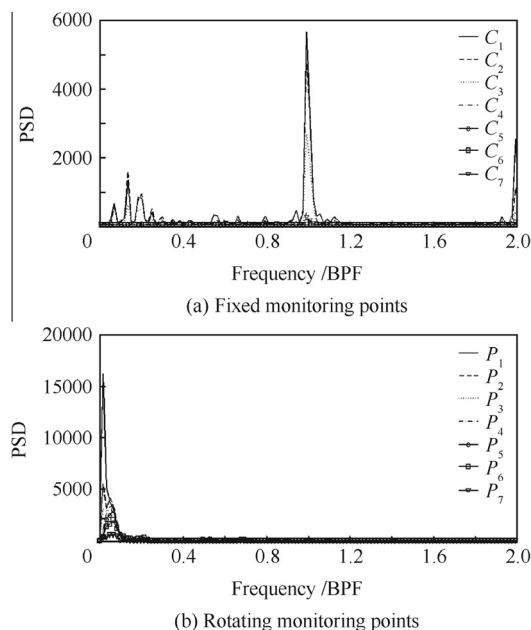 6000
4000
2000
0
PSD
C1
C2
C3
C4
C5
C6
C7
0 0.4 0.8 1.2 1.6 2.0
Frequency /BPF
(a) Fixed monitoring points
20000
15000
10000
5000
0
PSD
P1
P2
P3
P4
P5
P6
P7
0 0.4 0.8 1.2 1.6 2.0
Frequency /BPF
(b) Rotating monitoring points